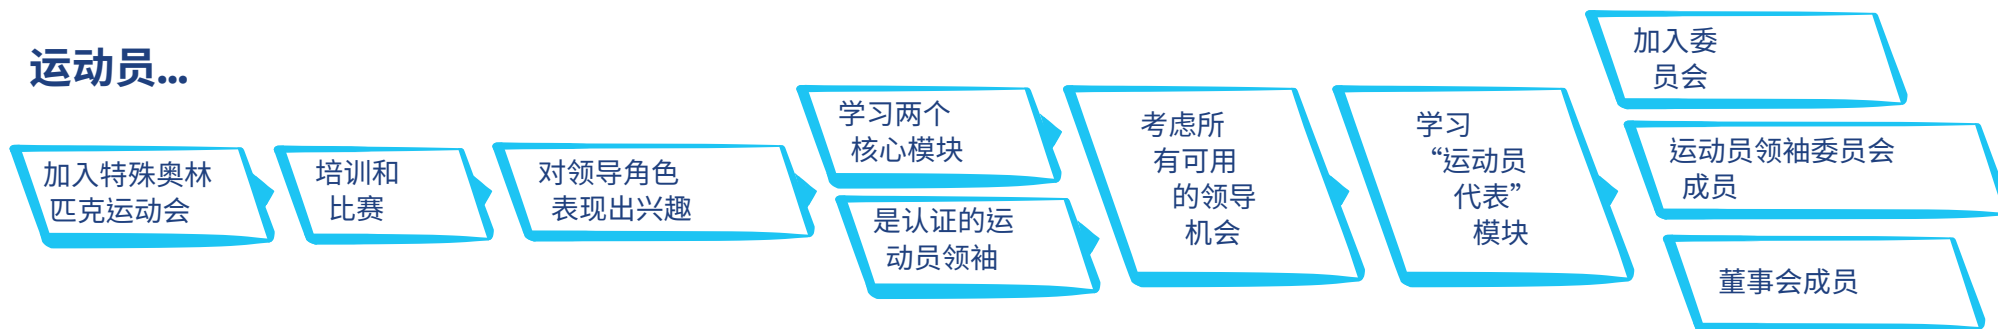 运动员...
加入特殊奥林
匹克运动会
培训和
比赛
对领导角色
表现出兴趣
学习两个
核心模块
是认证的运
动员领袖
考虑所
有可用
的领导
机会
学习
“运动员
代表”
模块
加入委
员会
运动员领袖委员会
成员
董事会成员